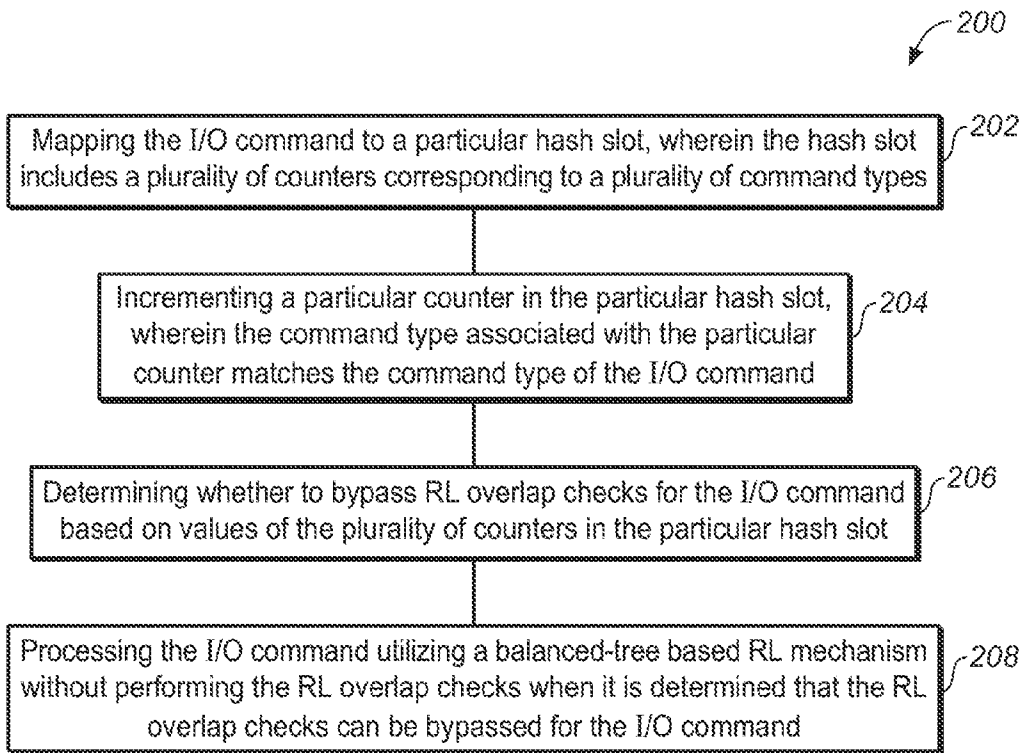 200
Mapping the I/O command to a particular hash slot, wherein the hash slot
includes a plurality of counters corresponding to a plurality of command types
202
Incrementing a particular counter in the particular hash slot,
wherein the command type associated with the particular
counter matches the command type of the I/O command
204
Determining whether to bypass RL overlap checks for the I/O command
based on values of the plurality of counters in the particular hash slot
206
Processing the I/O command utilizing a balanced-tree based RL mechanism
without performing the RL overlap checks when it is determined that the RL
overlap checks can be bypassed for the I/O command
208